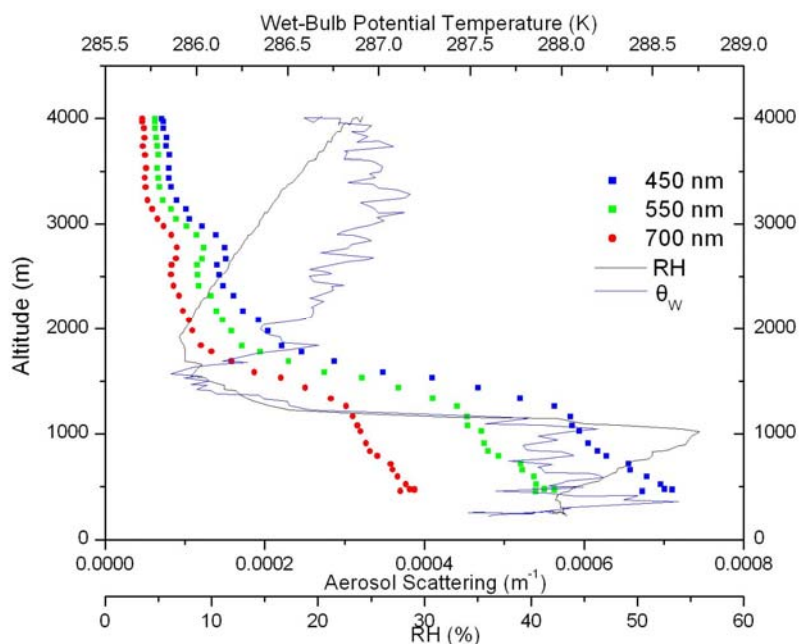 Wet-Bulb Potential Temperature (K)
285.5 286.0 286.5 287.0 287.5 288.0 288.5 289.0
4000 4000
3000 3000
2000 2000
1000 1000
0 0
Altitude (m)
450 nm
550 nm
700 nm
RH
θW
0.0000 0.0002 0.0004 0.0006 0.0008
Aerosol Scattering (m⁻¹)
0 10 20 30 40 50 60
RH (%)